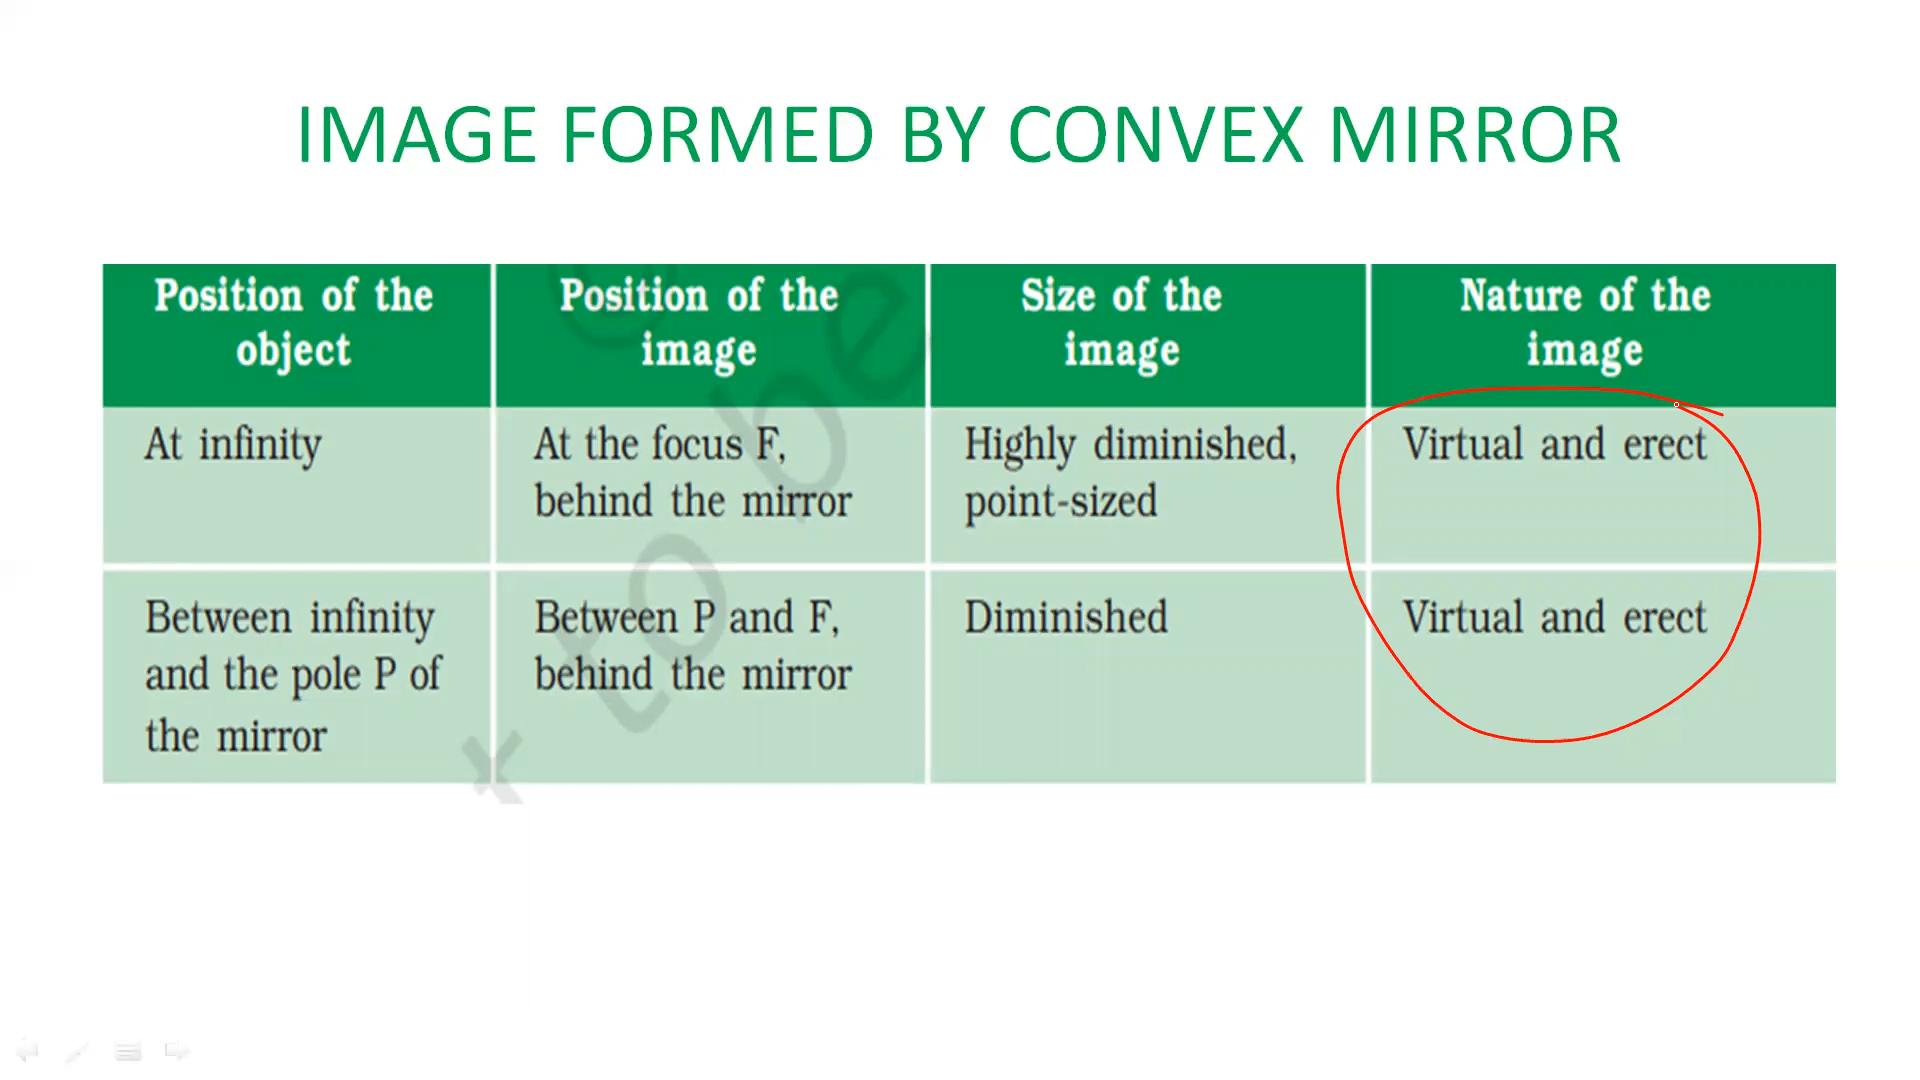 IMAGE FORMED BY CONVEX MIRROR
Position of the
object
Position of the
image
Size of the
image
Nature of the
image
At infinity
At the focus F,
behind the mirror
Highly diminished,
point-sized
Virtual and erect
Between infinity
and the pole P of
the mirror
Between P and F,
behind the mirror
Diminished
Virtual and erect
to be